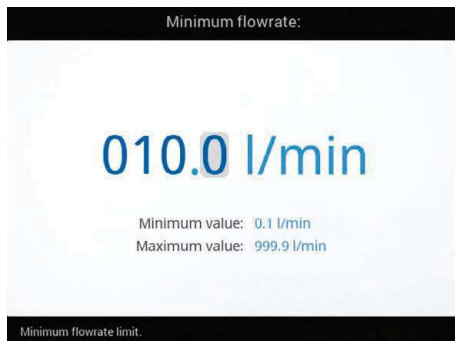 Minimum flowrate:
010.0 l/min
Minimum value: 0.1 l/min
Maximum value: 999.9 l/min
Minimum flowrate limit.